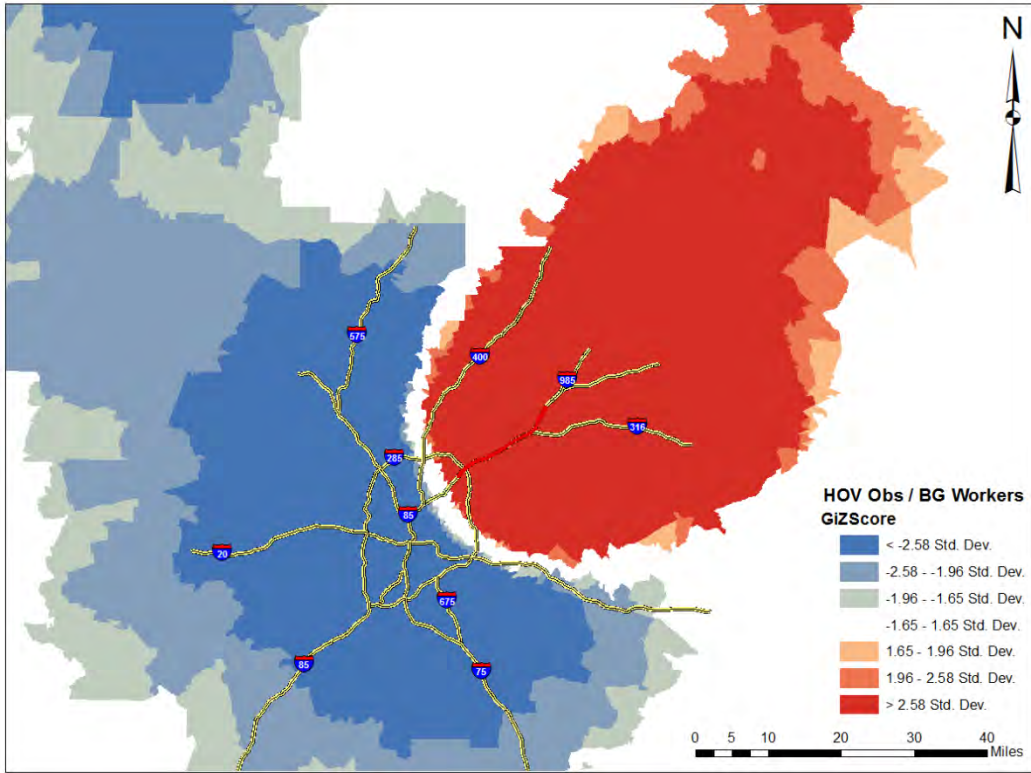 N
575
400
985
316
285
85
20
675
85
75
HOV Obs / BG Workers
GiZScore
< -2.58 Std. Dev.
-2.58 - -1.96 Std. Dev.
-1.96 - -1.65 Std. Dev.
-1.65 - 1.65 Std. Dev.
1.65 - 1.96 Std. Dev.
1.96 - 2.58 Std. Dev.
> 2.58 Std. Dev.
0 5 10 20 30 40
Miles